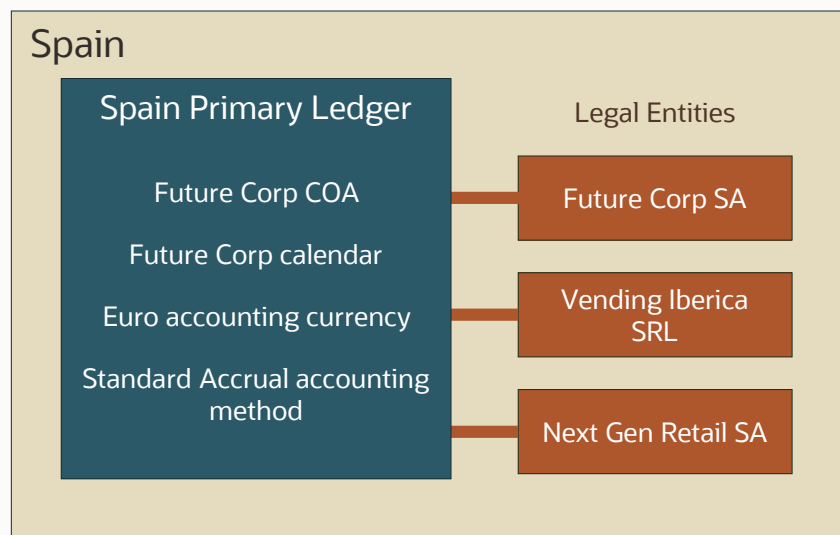 Spain
Spain Primary Ledger
Future Corp COA
Future Corp calendar
Euro accounting currency
Standard Accrual accounting
method
Legal Entities
Future Corp SA
Vending Iberica
SRL
Next Gen Retail SA